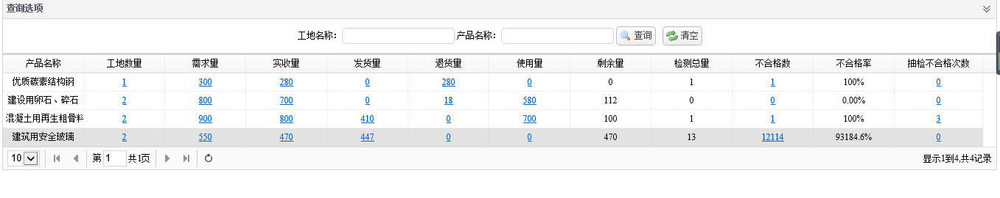 查询选项
工地名称： 产品名称： 查询 清空
产品名称 工地数量 需求量 实收量 发货量 退货量 使用量 剩余量 检测总量 不合格数 不合格率 抽检不合格次数
优质碳素结构钢 1 300 280 0 280 0 0 1 1 100% 0
建设用卵石、碎石 2 800 700 0 18 580 112 0 0 0.00% 0
混凝土用再生粗骨料 2 900 800 410 0 700 100 1 1 100% 3
建筑用安全玻璃 2 550 470 447 0 0 470 13 12114 93184.6% 0
10 第 1 共1页 显示1到4,共4记录